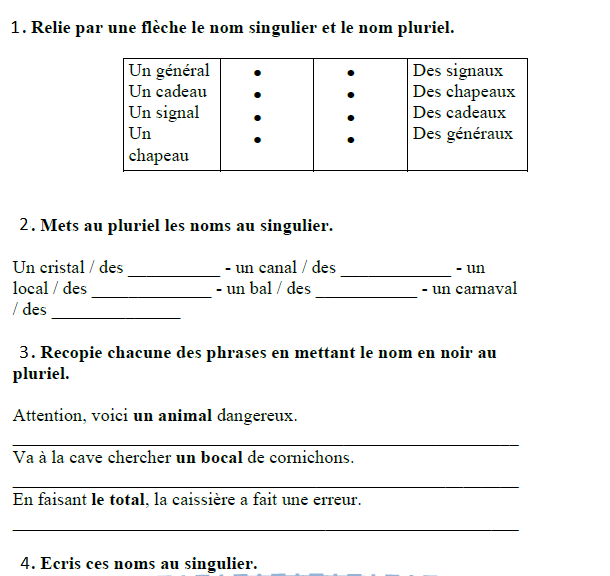 1. Relie par une flèche le nom singulier et le nom pluriel.
Un général • • Des signaux
Un cadeau • • Des chapeaux
Un signal • • Des cadeaux
Un • • Des généraux
chapeau
2. Mets au pluriel les noms au singulier.
Un cristal / des __________ - un canal / des ____________ - un
local / des _____________ - un bal / des ___________ - un carnaval
/ des ______________
3. Recopie chacune des phrases en mettant le nom en noir au
pluriel.
Attention, voici un animal dangereux.
Va à la cave chercher un bocal de cornichons.
En faisant le total, la caissière a fait une erreur.
4. Ecris ces noms au singulier.